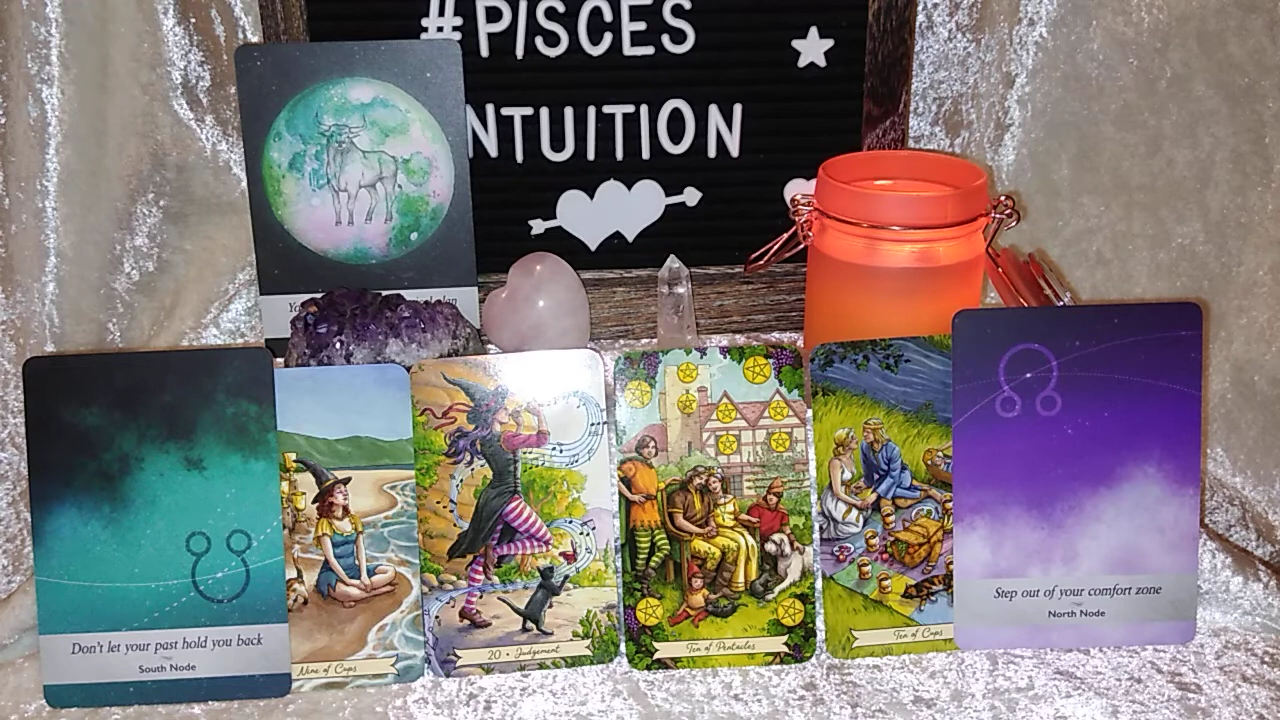 #PISCES
NTUITION
Don't let your past hold you back
South Node
Nine of Cups
20 • Judgement
Ten of Pentacles
Ten of Cups
Step out of your comfort zone
North Node